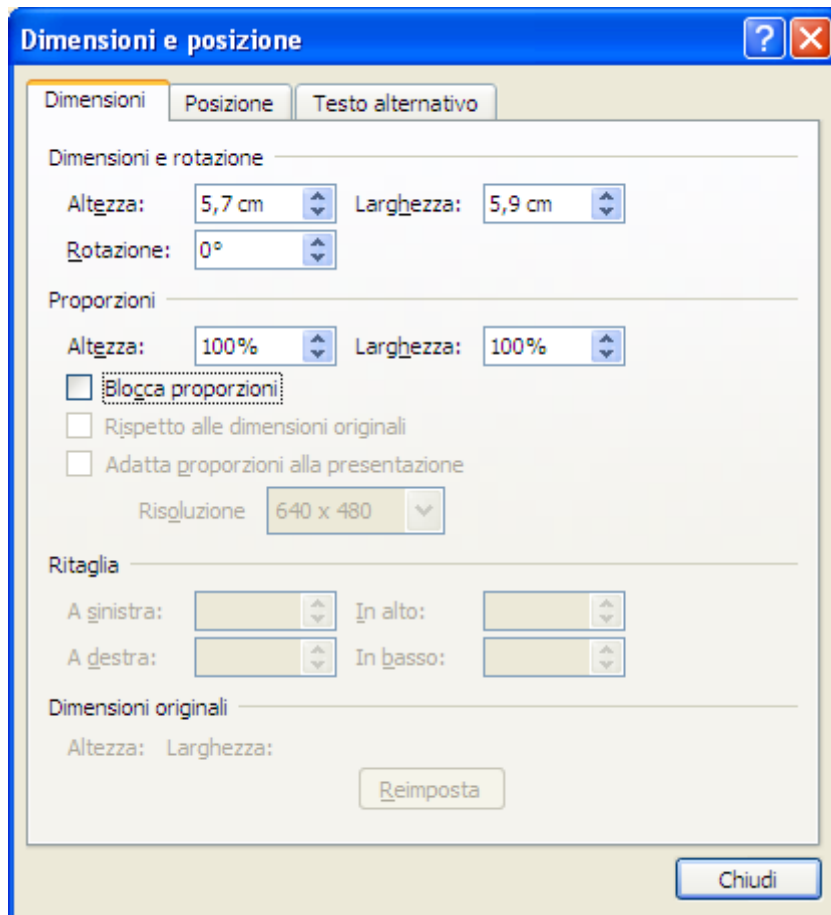 Dimensioni e posizione
Dimensioni Posizione Testo alternativo
Dimensioni e rotazione
Altezza: 5,7 cm Larghezza: 5,9 cm
Rotazione: 0°
Proporzioni
Altezza: 100% Larghezza: 100%
Blocca proporzioni
Rispetto alle dimensioni originali
Adatta proporzioni alla presentazione
Risoluzione 640 x 480
Ritaglia
A sinistra: In alto:
A destra: In basso:
Dimensioni originali
Altezza: Larghezza:
Reimposta
Chiudi